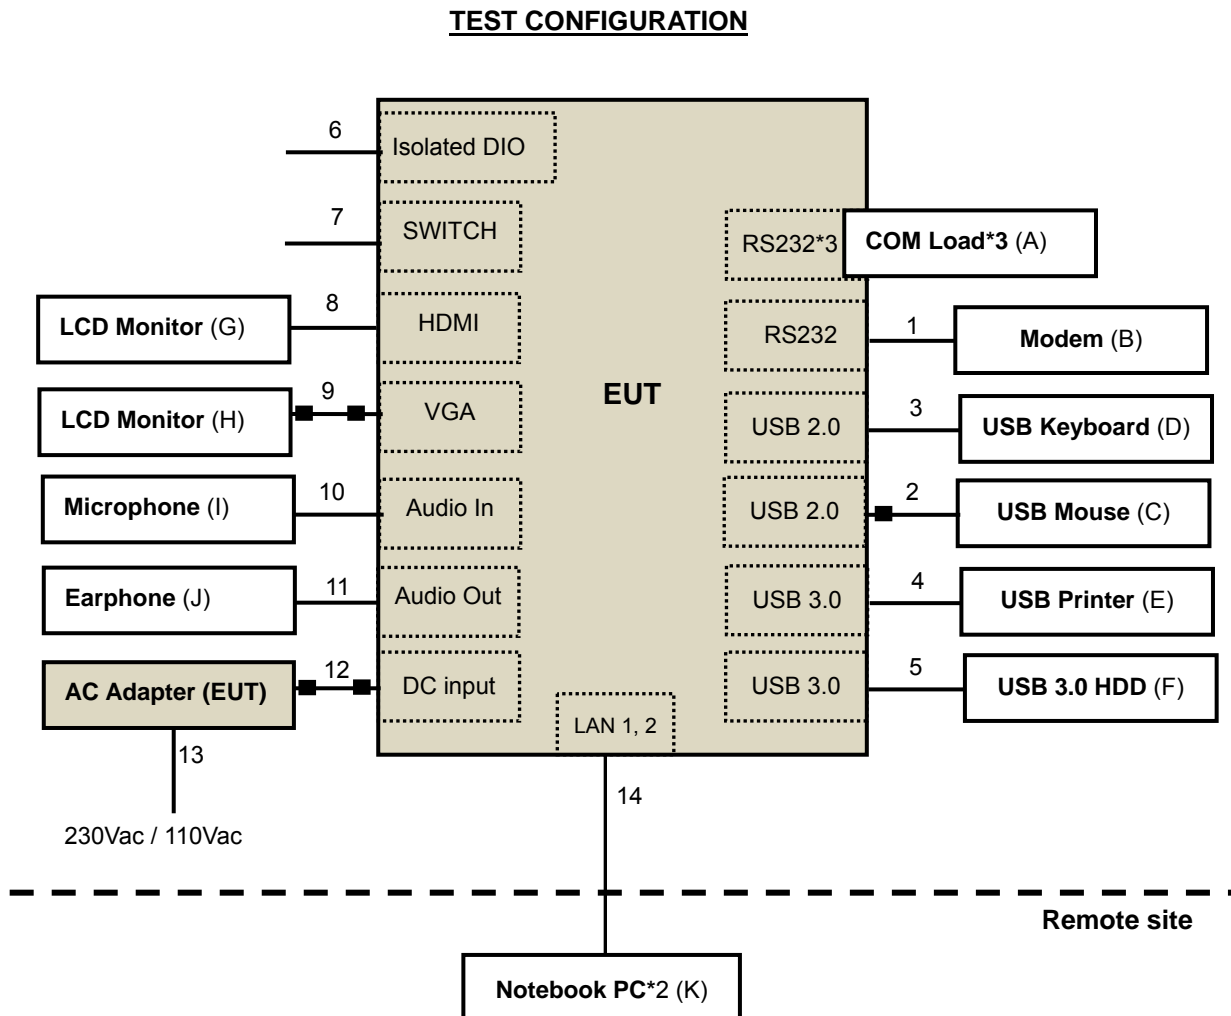 TEST CONFIGURATION
6
Isolated DIO
7
SWITCH
RS232*3
COM Load*3 (A)
LCD Monitor (G)
8
HDMI
RS232
1
Modem (B)
EUT
LCD Monitor (H)
9
VGA
USB 2.0
3
USB Keyboard (D)
Microphone (I)
10
Audio In
USB 2.0
2
USB Mouse (C)
Earphone (J)
11
Audio Out
USB 3.0
4
USB Printer (E)
AC Adapter (EUT)
12
DC input
USB 3.0
5
USB 3.0 HDD (F)
LAN 1, 2
13
14
230Vac / 110Vac
Remote site
Notebook PC*2 (K)